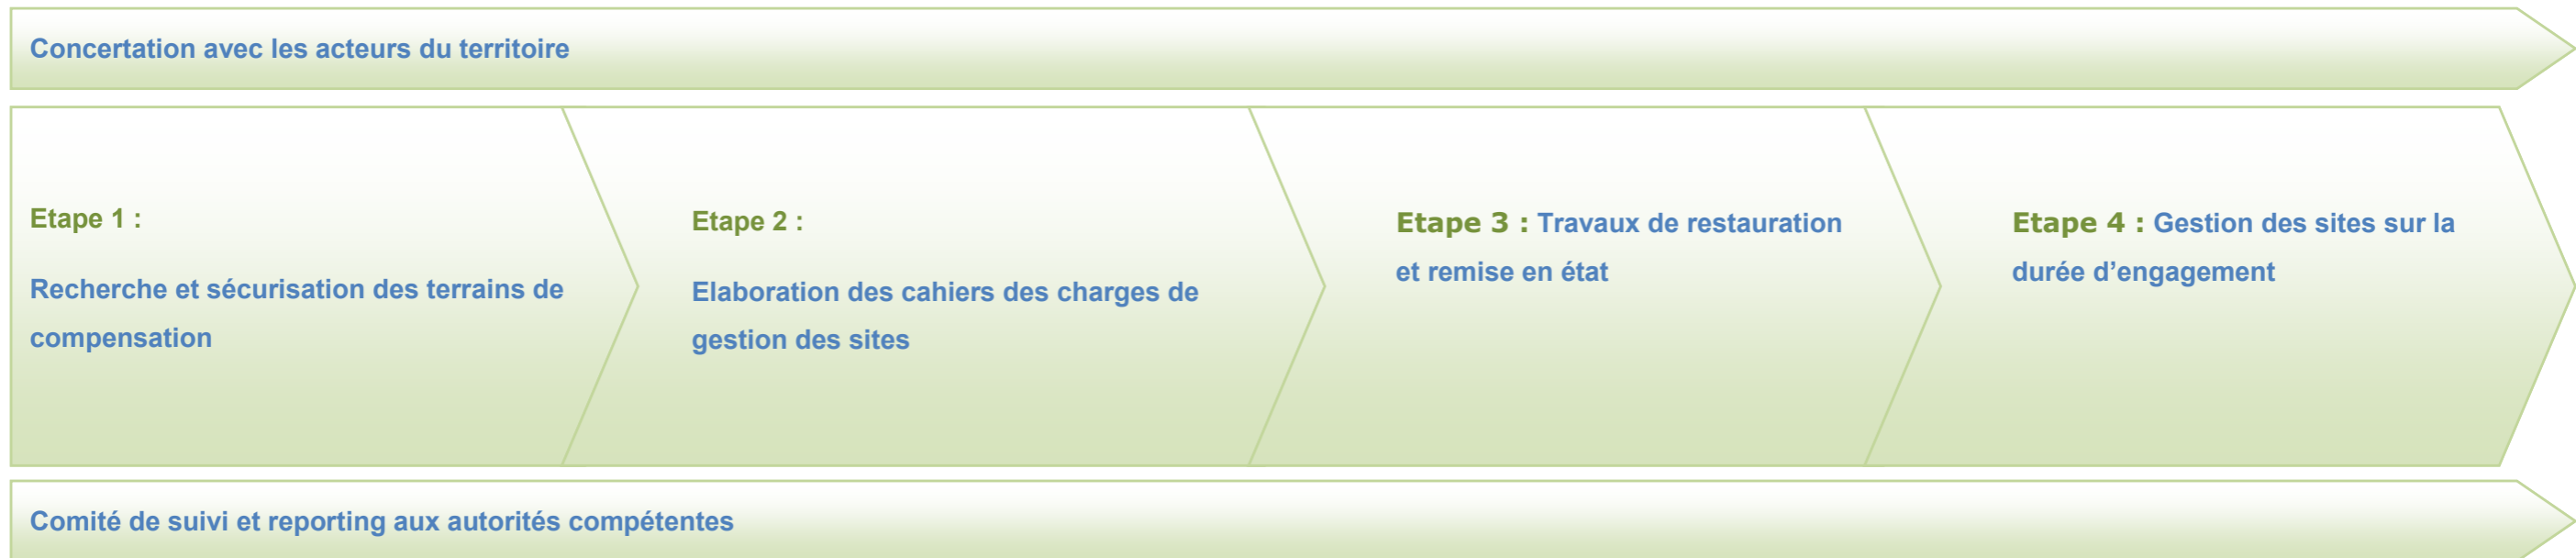 Concertation avec les acteurs du territoire
Etape 1 :
Recherche et sécurisation des terrains de
compensation
Etape 2 :
Elaboration des cahiers des charges de
gestion des sites
Etape 3 : Travaux de restauration
et remise en état
Etape 4 : Gestion des sites sur la
durée d’engagement
Comité de suivi et reporting aux autorités compétentes